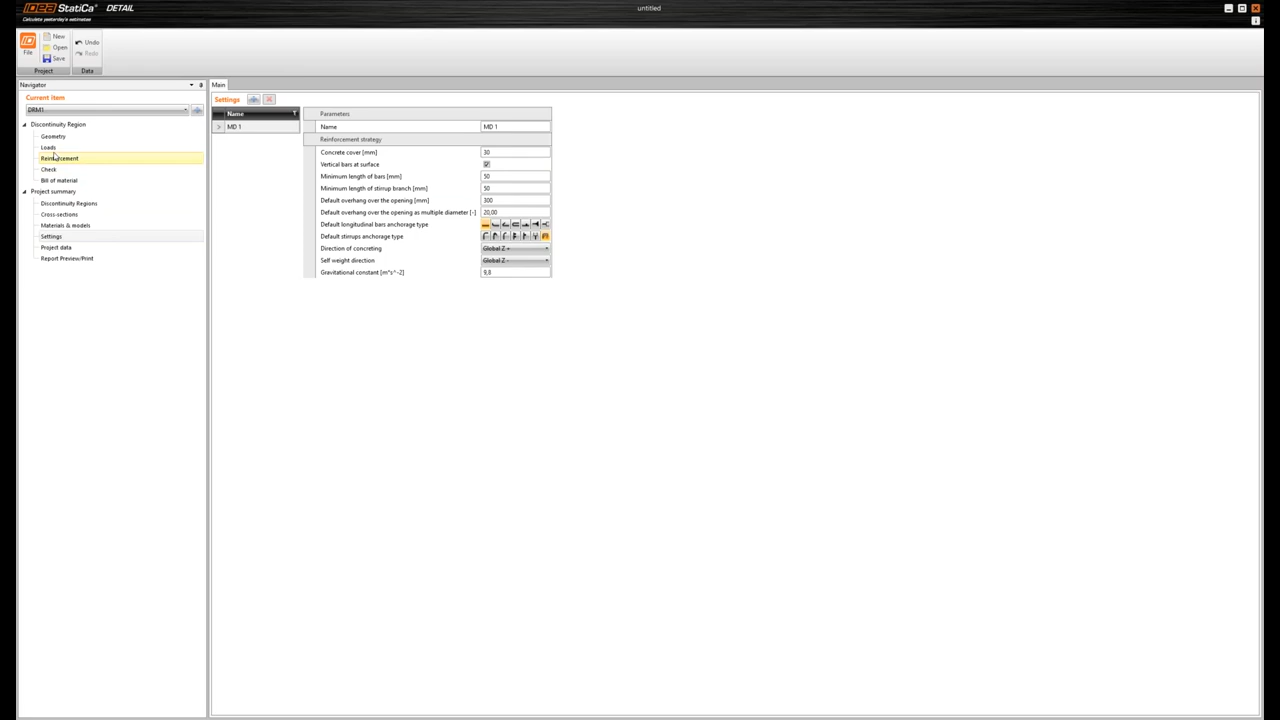 IDEA StatiCa® DETAIL
Calculate yesterday's estimates
untitled
File
New
Open
Save
Undo
Redo
Project
Data
Navigator
Current item
DRM1
Discontinuity Region
Geometry
Loads
Reinforcement
Check
Bill of material
Project summary
Discontinuity Regions
Cross-sections
Materials & models
Settings
Project data
Report Preview/Print
Main
Settings
Name
MD 1
Parameters
Name MD 1
Reinforcement strategy
Concrete cover [mm] 30
Vertical bars at surface
Minimum length of bars [mm] 50
Minimum length of stirrup branch [mm] 50
Default overhang over the opening [mm] 300
Default overhang over the opening as multiple diameter [-] 20,00
Default longitudinal bars anchorage type
Default stirrups anchorage type
Direction of concreting Global Z +
Self weight direction Global Z -
Gravitational constant [m*s^-2] 9,8